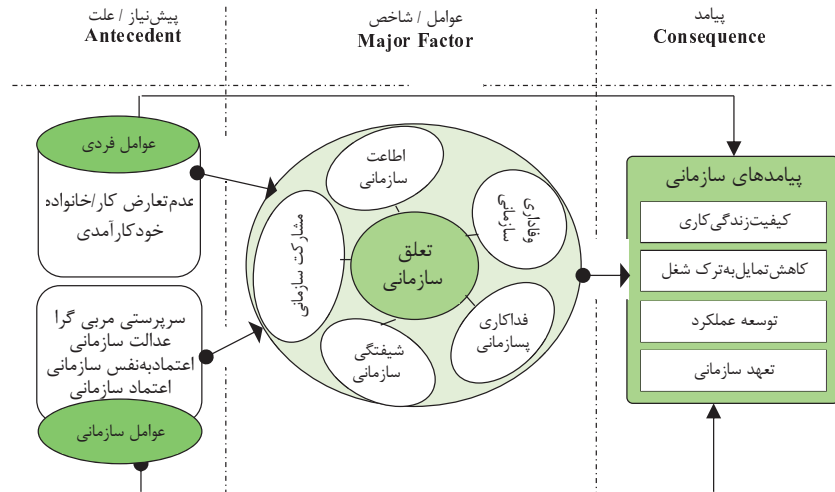 پیش‌نیاز / علت
Antecedent
عوامل / شاخص
Major Factor
پیامد
Consequence
عوامل فردی
عدم‌تعارض کار/خانواده
خودکارآمدی
سرپرستی مربی گرا
عدالت سازمانی
اعتمادبه‌نفس سازمانی
اعتماد سازمانی
عوامل سازمانی
اطاعت
سازمانی
وفاداری
سازمانی
مشارکت سازمانی
تعلق
سازمانی
فداکاری
پسازمانی
شیفتگی
سازمانی
پیامدهای سازمانی
کیفیت‌زندگی‌کاری
کاهش‌تمایل‌به‌ترک شغل
توسعه عملکرد
تعهد سازمانی